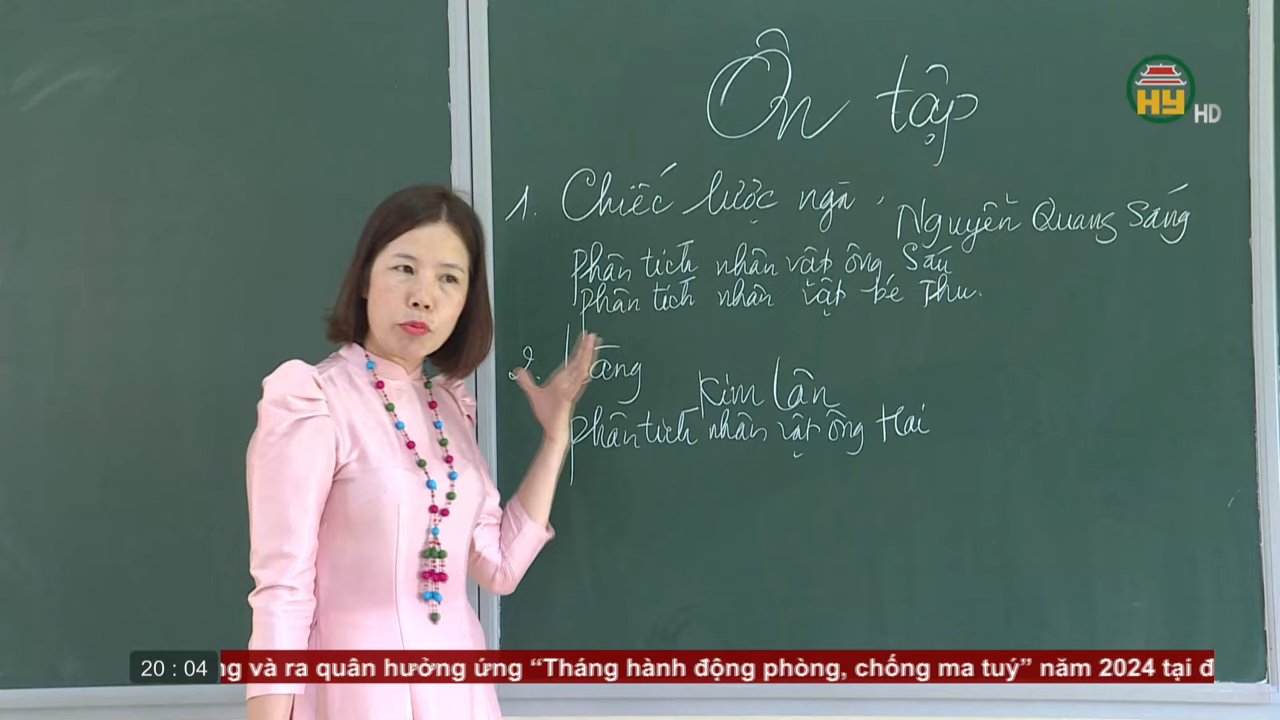 Ôn tập
HY HD
1. Chiếc lược ngà, Nguyễn Quang Sáng
Phân tích nhân vật ông Sáu
Phân tích nhân vật bé Thu.
2. Làng
Kim Lân
Phân tích nhân vật ông Hai
20 : 04
ng và ra quân hưởng ứng “Tháng hành động phòng, chống ma tuý” năm 2024 tại đ